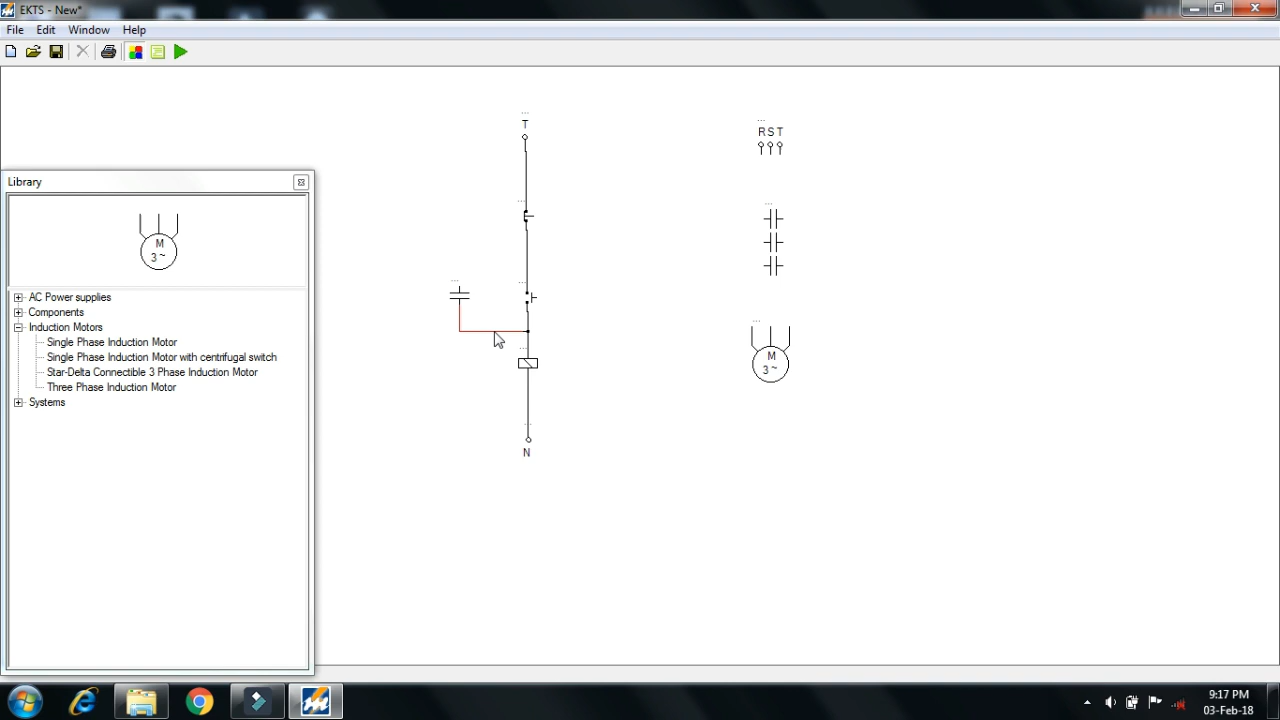 EKTS - New*
File Edit Window Help
T
RST
Library
M
3 ~
AC Power supplies
Components
Induction Motors
Single Phase Induction Motor
Single Phase Induction Motor with centrifugal switch
Star-Delta Connectible 3 Phase Induction Motor
Three Phase Induction Motor
Systems
M
3 ~
N
9:17 PM
03-Feb-18